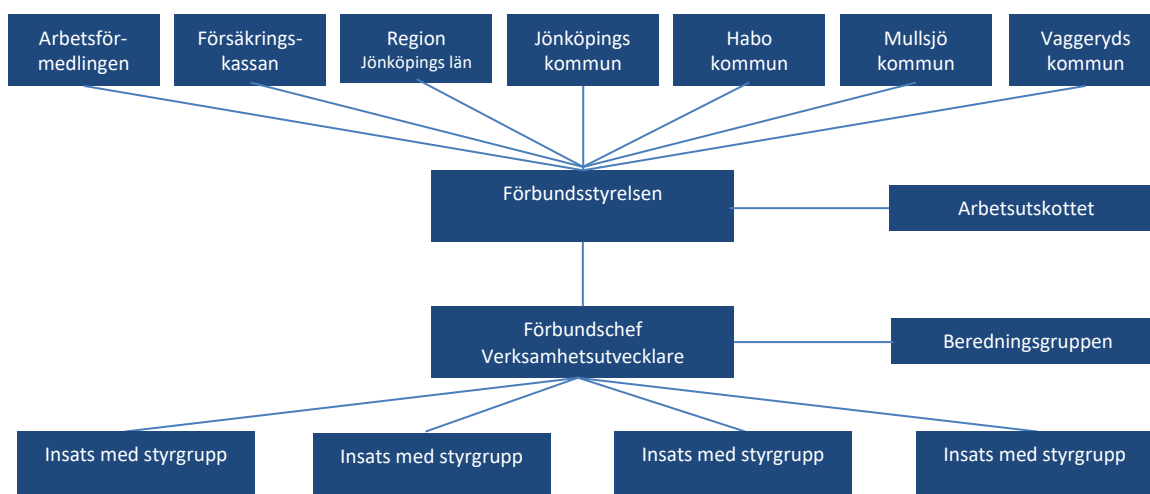 Arbetsför-
medlingen
Försäkrings-
kassan
Region
Jönköpings län
Jönköpings
kommun
Habo
kommun
Mullsjö
kommun
Vaggeryds
kommun
Förbundsstyrelsen
Arbetsutskottet
Förbundschef
Verksamhetsutvecklare
Beredningsgruppen
Insats med styrgrupp
Insats med styrgrupp
Insats med styrgrupp
Insats med styrgrupp